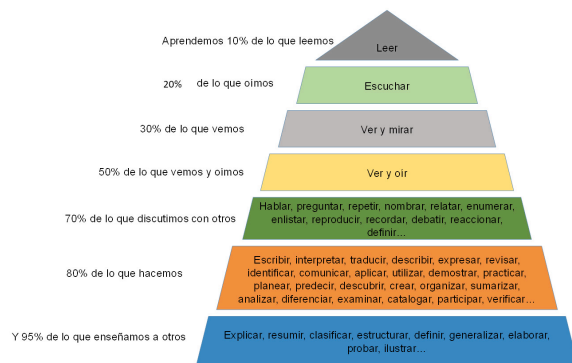 Aprendemos 10% de lo que leemos
Leer
20% de lo que oimos
Escuchar
30% de lo que vemos
Ver y mirar
50% de lo que vemos y oimos
Ver y oir
70% de lo que discutimos con otros
Hablar, preguntar, repetir, nombrar, relatar, enumerar,
enlistar, reproducir, recordar, debatir, reaccionar,
definir...
80% de lo que hacemos
Escribir, interpretar, traducir, describir, expresar, revisar,
identificar, comunicar, aplicar, utilizar, demostrar, practicar,
planear, predecir, descubrir, crear, organizar, sumarizar,
analizar, diferenciar, examinar, catalogar, participar, verificar...
Y 95% de lo que enseñamos a otros
Explicar, resumir, clasificar, estructurar, definir, generalizar, elaborar,
probar, ilustrar...